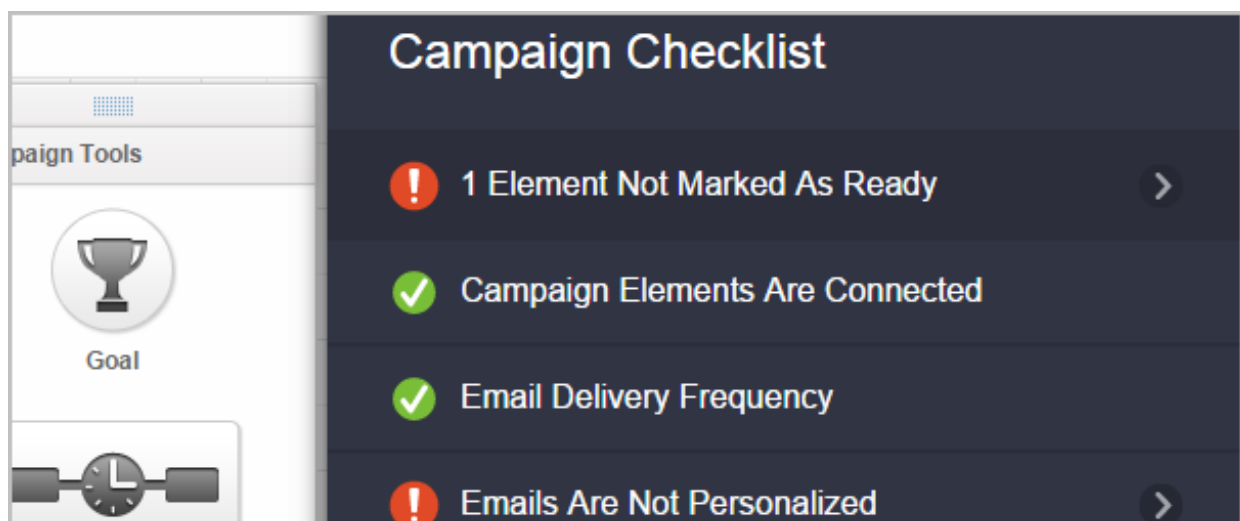 Campaign Checklist
paign Tools
1 Element Not Marked As Ready
Campaign Elements Are Connected
Goal
Email Delivery Frequency
Emails Are Not Personalized